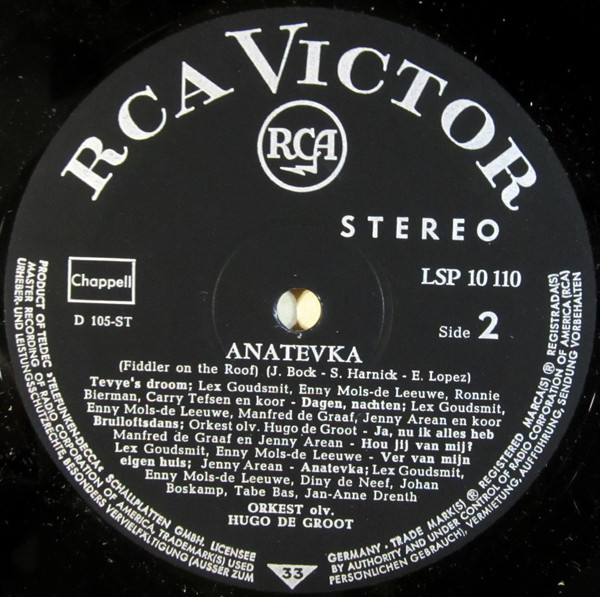 RCA VICTOR
RCA
STEREO
Chappell
LSP 10 110
D 105-ST
Side 2
ANATEVKA
(Fiddler on the Roof) (J. Bock - S. Harnick - E. Lopez)
Tevye's droom; Lex Goudsmit, Enny Mols-de Leeuwe, Ronnie
Bierman, Carry Tefsen en koor - Dagen, nachten; Lex Goudsmit,
Enny Mols-de Leeuwe, Manfred de Graaf, Jenny Arean en koor
Bruiloftsdans; Orkest olv. Hugo de Groot - Ja, nu ik alles heb
Manfred de Graaf en Jenny Arean - Hou jij van mij?
Lex Goudsmit, Enny Mols-de Leeuwe - Ver van mijn
eigen huis; Jenny Arean - Anatevka; Lex Goudsmit,
Enny Mols-de Leeuwe, Diny de Neef, Johan
Boskamp, Tabe Bas, Jan-Anne Drenth
ORKEST olv.
HUGO DE GROOT
PRODUCT OF TELDEC »TELEFUNKEN-DECCA« SCHALLPLATTEN GMBH. LICENSEE
MASTER RECORDING OF RADIO CORPORATION OF AMERICA, TRADEMARK(S) USED
URHEBER- UND LEISTUNGSSCHUTZRECHTE, BESONDERS VERVIELFÄLTIGUNG (AUSSER ZUM
33
GERMANY - TRADE MARK(S) ® REGISTERED. MARCA(S) ® REGISTRADA(S)
BY AUTHORITY AND UNDER CONTROL OF RADIO CORPORATION OF AMERICA (RCA)
PERSÖNLICHEN GEBRAUCH), VERMIETUNG, AUFFÜHRUNG, SENDUNG VORBEHALTEN